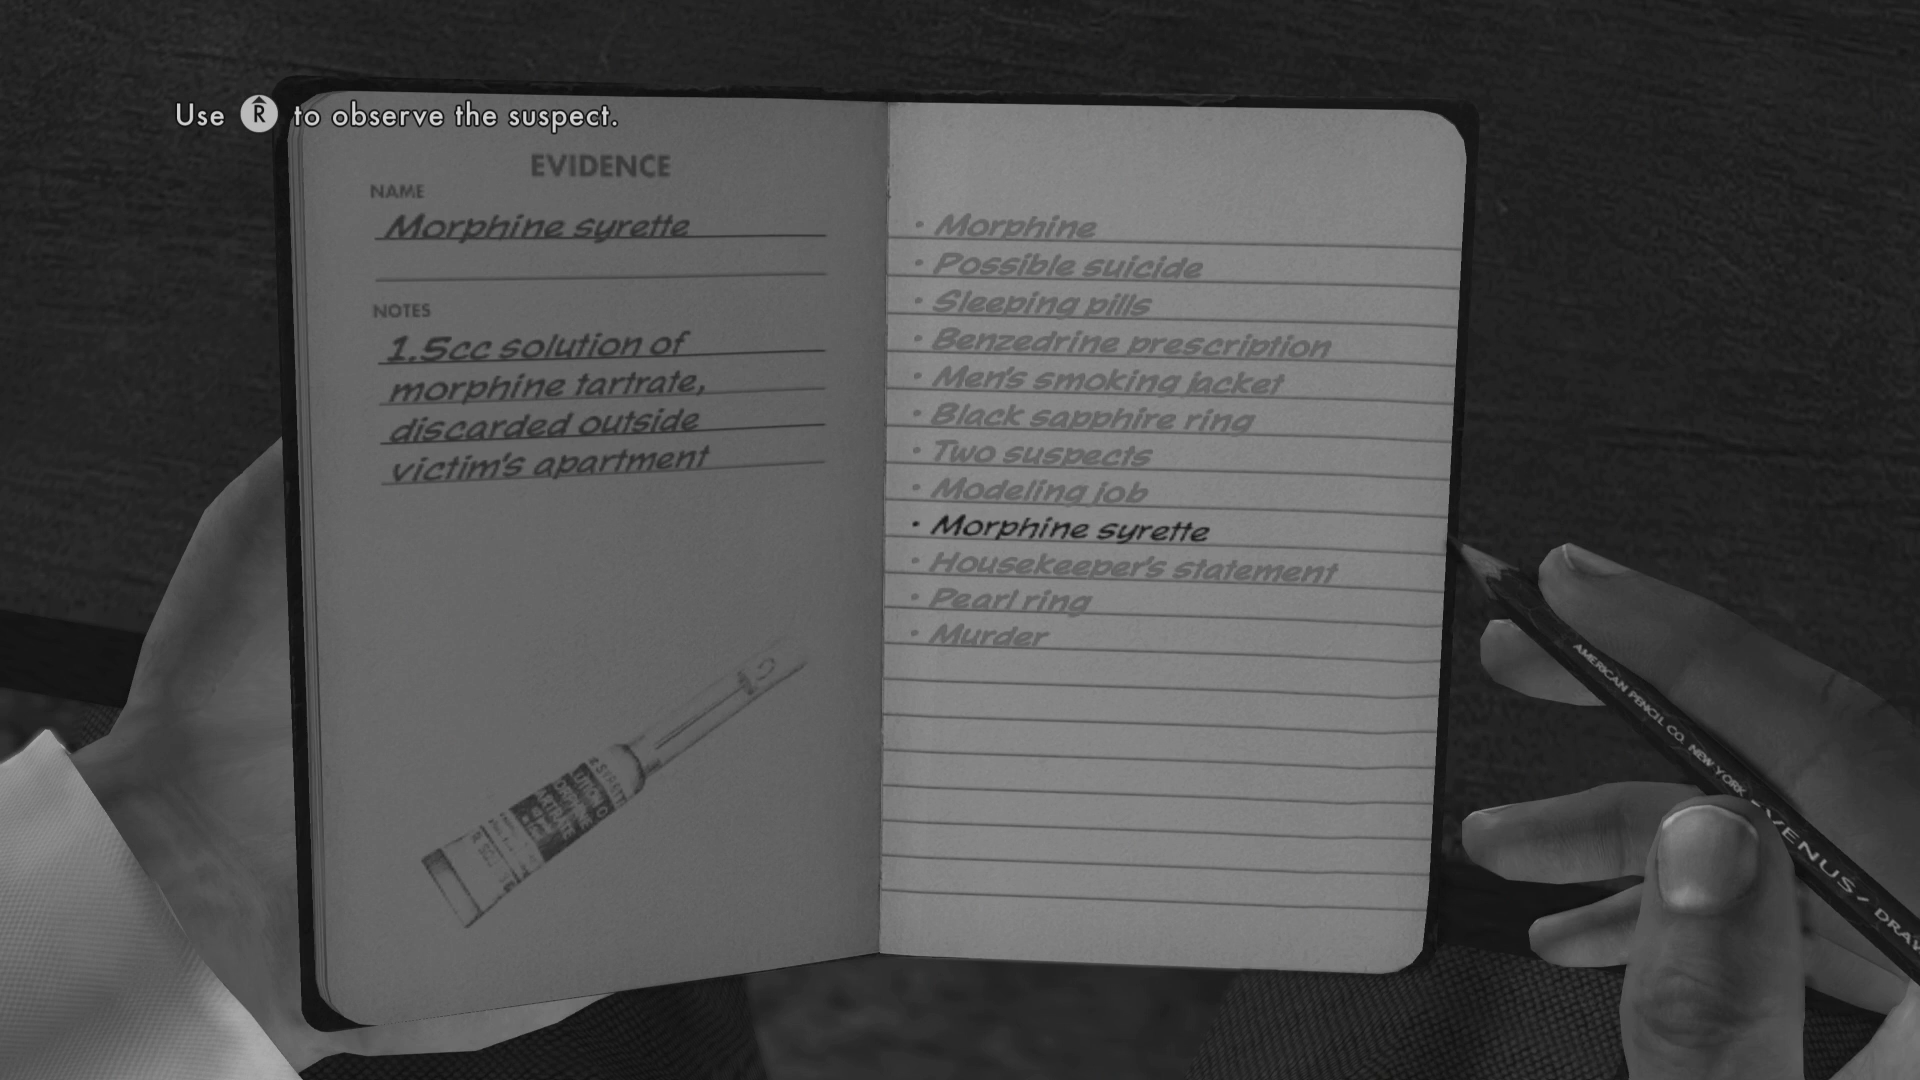 Use R to observe the suspect.
EVIDENCE
NAME
Morphine syrette
NOTES
1.5cc solution of
morphine tartrate,
discarded outside
victim's apartment
• Morphine
• Possible suicide
• Sleeping pills
• Benzedrine prescription
• Men's smoking jacket
• Black sapphire ring
• Two suspects
• Modeling job
• Morphine syrette
• Housekeeper's statement
• Pearl ring
• Murder
AMERICAN PENCIL CO. NEW YORK VENUS DRAW